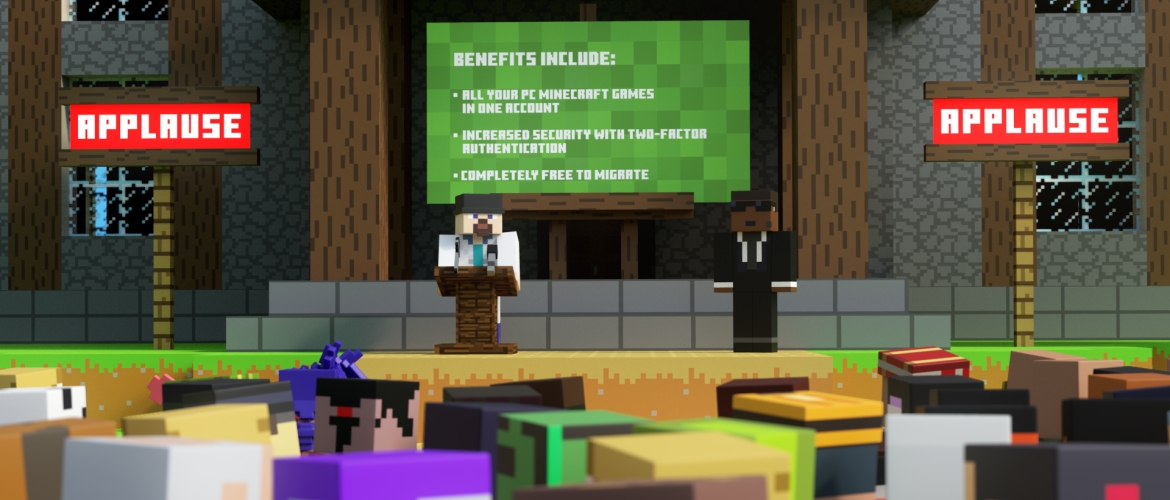 BENEFITS INCLUDE:
• ALL YOUR PC MINECRAFT GAMES
IN ONE ACCOUNT
• INCREASED SECURITY WITH TWO-FACTOR
AUTHENTICATION
• COMPLETELY FREE TO MIGRATE
APPLAUSE
APPLAUSE